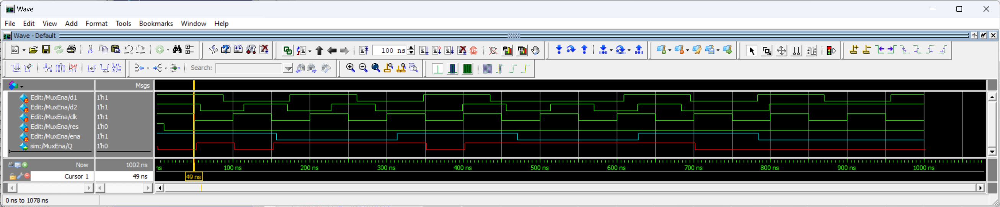 Wave
File Edit View Add Format Tools Bookmarks Window Help
Wave - Default
100 ns
Search:
Msgs
Edit:/MuxEna/d1 1'h1
Edit:/MuxEna/d2 1'h1
Edit:/MuxEna/clk 1'h1
Edit:/MuxEna/res 1'h0
Edit:/MuxEna/ena 1'h1
sim:/MuxEna/Q 1'h0
Now 1002 ns
ns 100 ns 200 ns 300 ns 400 ns 500 ns 600 ns 700 ns 800 ns 900 ns 1000 ns
Cursor 1 49 ns
49 ns
0 ns to 1078 ns